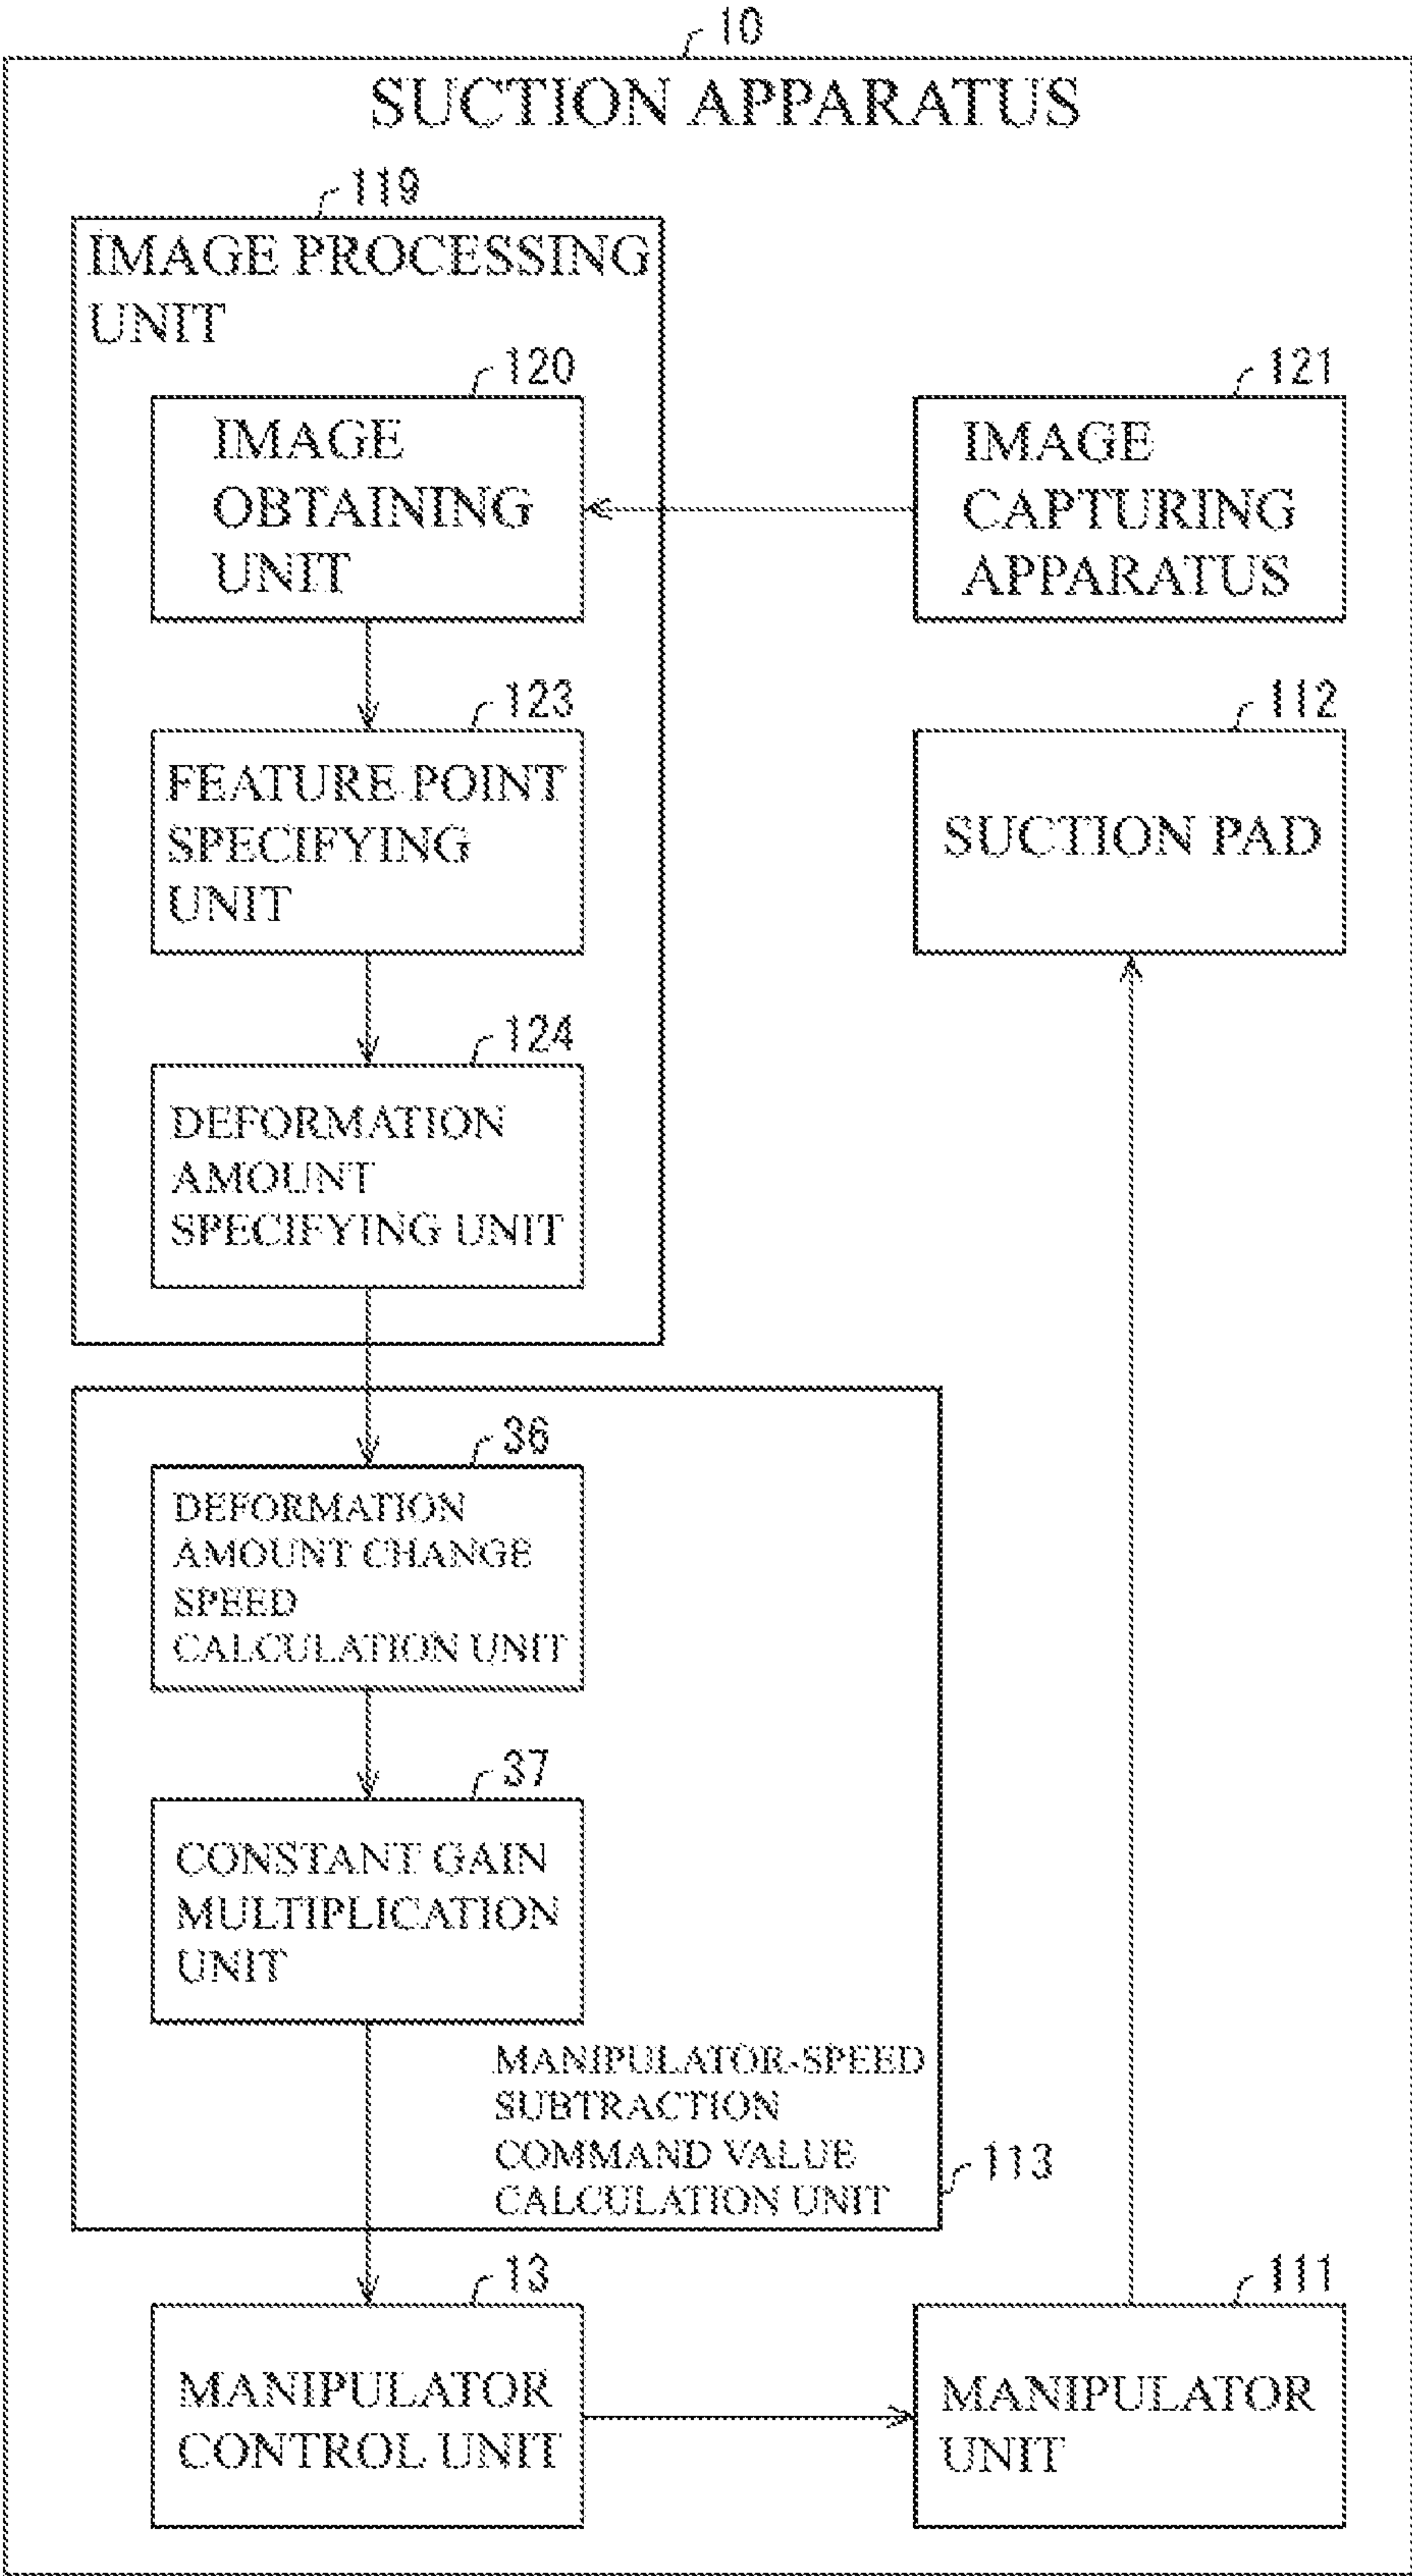 10
SUCTION APPARATUS
119
IMAGE PROCESSING
UNIT
120
IMAGE
OBTAINING
UNIT
121
IMAGE
CAPTURING
APPARATUS
123
FEATURE POINT
SPECIFYING
UNIT
112
SUCTION PAD
124
DEFORMATION
AMOUNT
SPECIFYING UNIT
36
DEFORMATION
AMOUNT CHANGE
SPEED
CALCULATION UNIT
37
CONSTANT GAIN
MULTIPLICATION
UNIT
MANIPULATOR-SPEED
SUBTRACTION
COMMAND VALUE
CALCULATION UNIT
113
13
MANIPULATOR
CONTROL UNIT
111
MANIPULATOR
UNIT